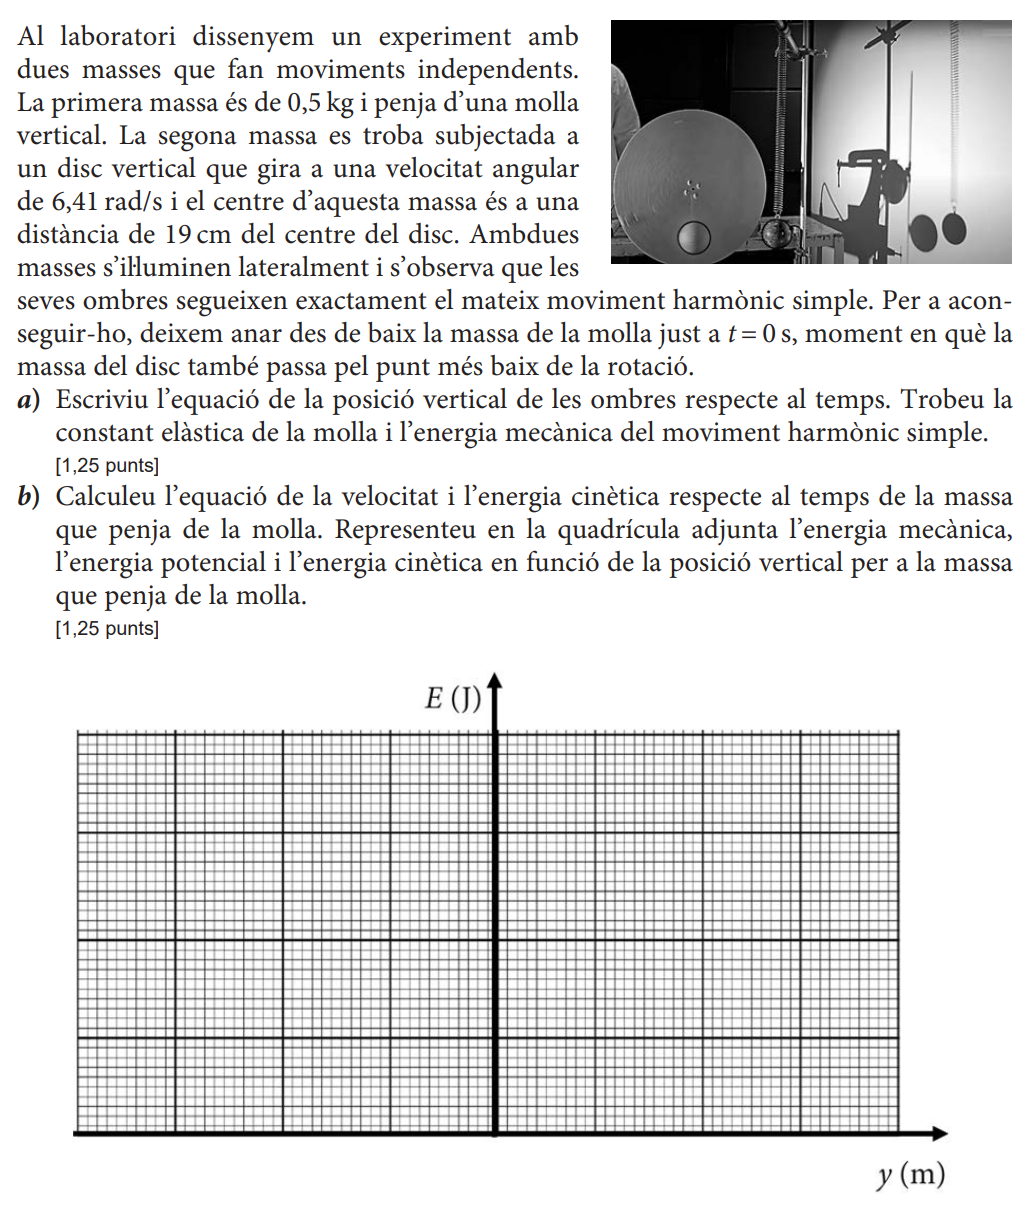 Al laboratori dissenyem un experiment amb
dues masses que fan moviments independents.
La primera massa és de 0,5 kg i penja d’una molla
vertical. La segona massa es troba subjectada a
un disc vertical que gira a una velocitat angular
de 6,41 rad/s i el centre d’aquesta massa és a una
distància de 19 cm del centre del disc. Ambdues
masses s’il·luminen lateralment i s’observa que les
seves ombres segueixen exactament el mateix moviment harmònic simple. Per a acon-
seguir-ho, deixem anar des de baix la massa de la molla just a t = 0 s, moment en què la
massa del disc també passa pel punt més baix de la rotació.
a) Escriviu l’equació de la posició vertical de les ombres respecte al temps. Trobeu la
constant elàstica de la molla i l’energia mecànica del moviment harmònic simple.
[1,25 punts]
b) Calculeu l’equació de la velocitat i l’energia cinètica respecte al temps de la massa
que penja de la molla. Representeu en la quadrícula adjunta l’energia mecànica,
l’energia potencial i l’energia cinètica en funció de la posició vertical per a la massa
que penja de la molla.
[1,25 punts]
E (J)
y (m)